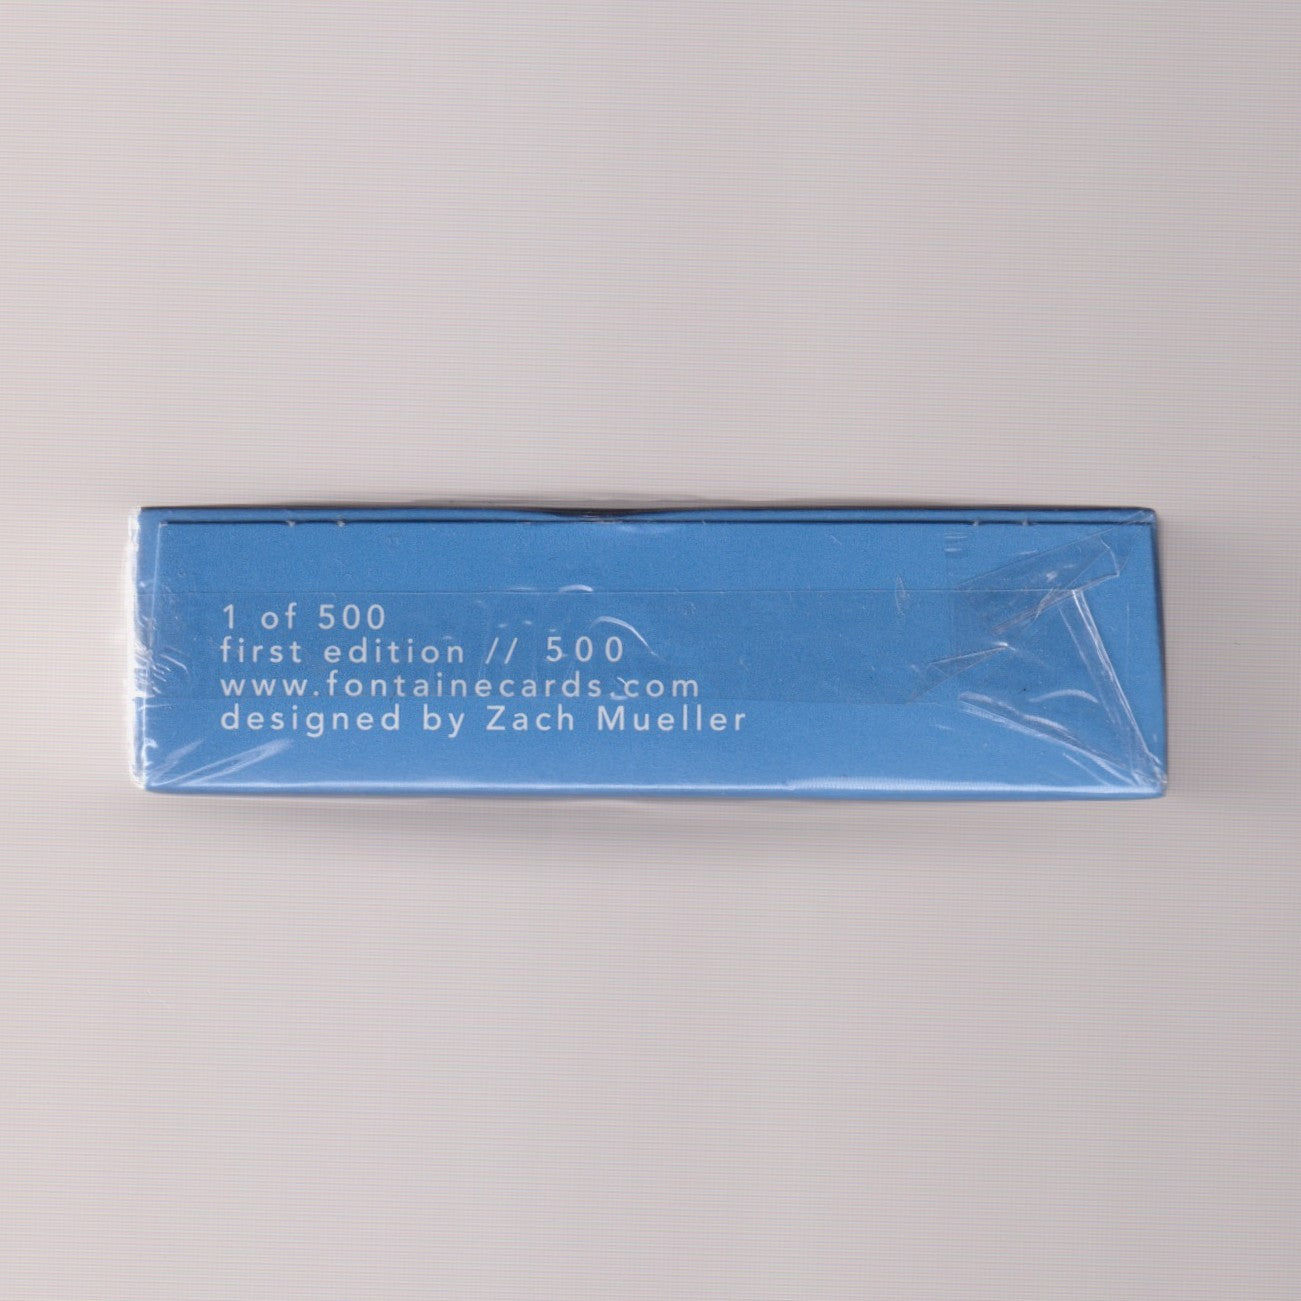 1 of 500
first edition // 500
www.fontainecards.com
designed by Zach Mueller